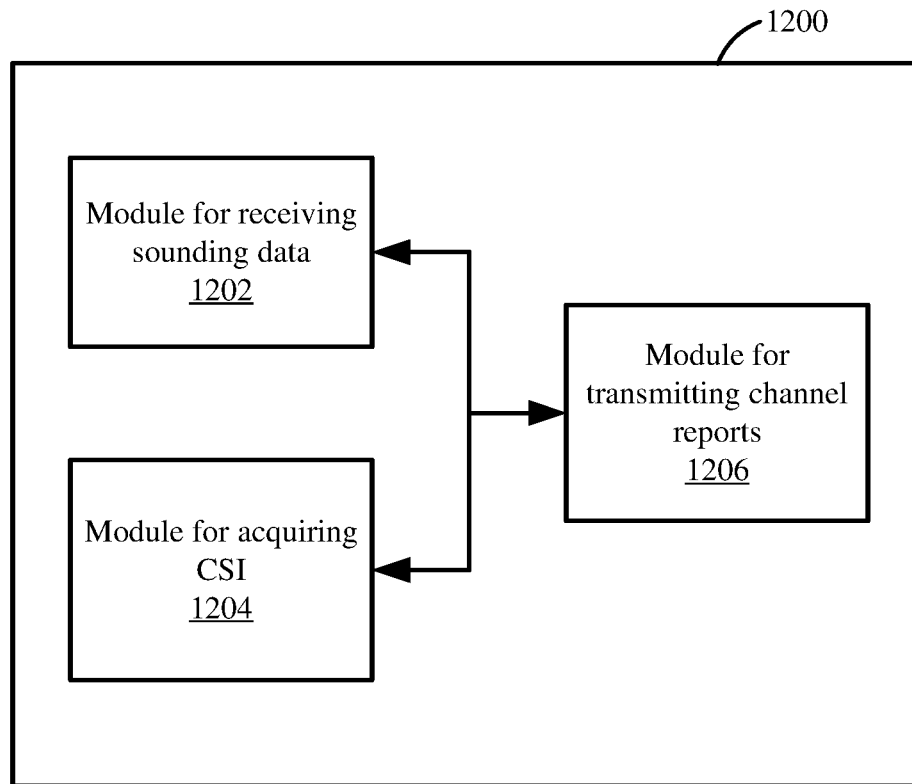 1200
Module for receiving
sounding data
1202
Module for
transmitting channel
reports
1206
Module for acquiring
CSI
1204